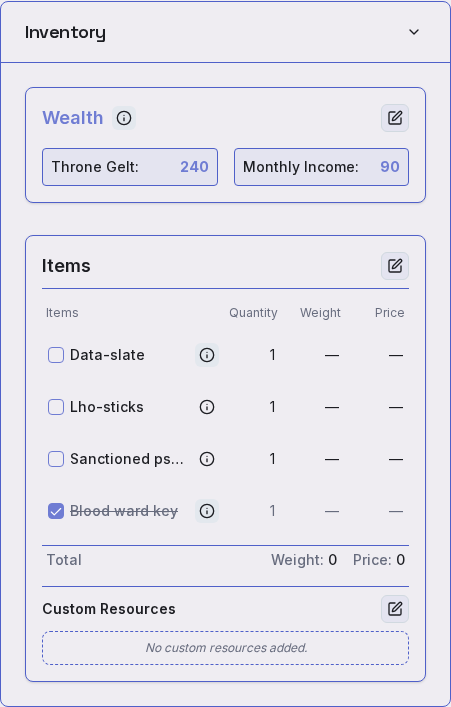 Inventory
Wealth
Throne Gelt: 240 Monthly Income: 90
Items
Items Quantity Weight Price
Data-slate 1 — —
Lho-sticks 1 — —
Sanctioned ps... 1 — —
Blood ward key 1 — —
Total Weight: 0 Price: 0
Custom Resources
No custom resources added.